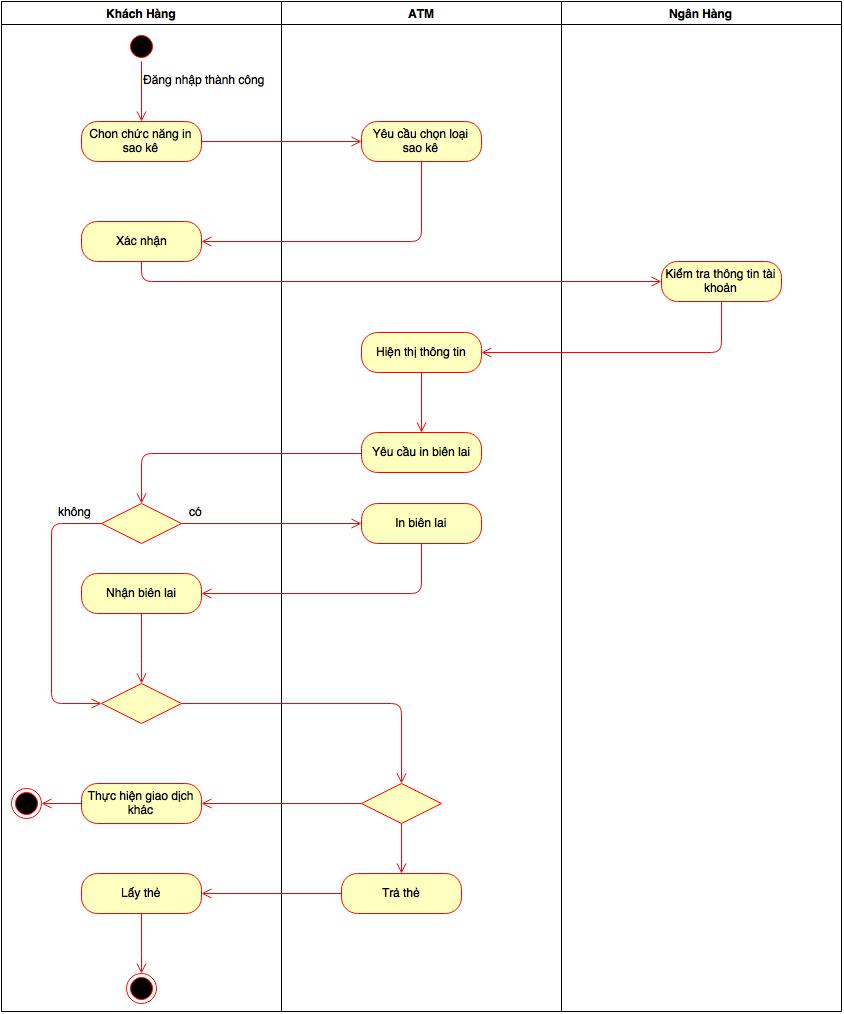 Khách Hàng
ATM
Ngân Hàng
Đăng nhập thành công
Chon chức năng in
sao kê
Yêu cầu chọn loại
sao kê
Xác nhận
Kiểm tra thông tin tài
khoản
Hiện thị thông tin
Yêu cầu in biên lai
không
có
In biên lai
Nhận biên lai
Thực hiện giao dịch
khác
Lấy thẻ
Trả thẻ